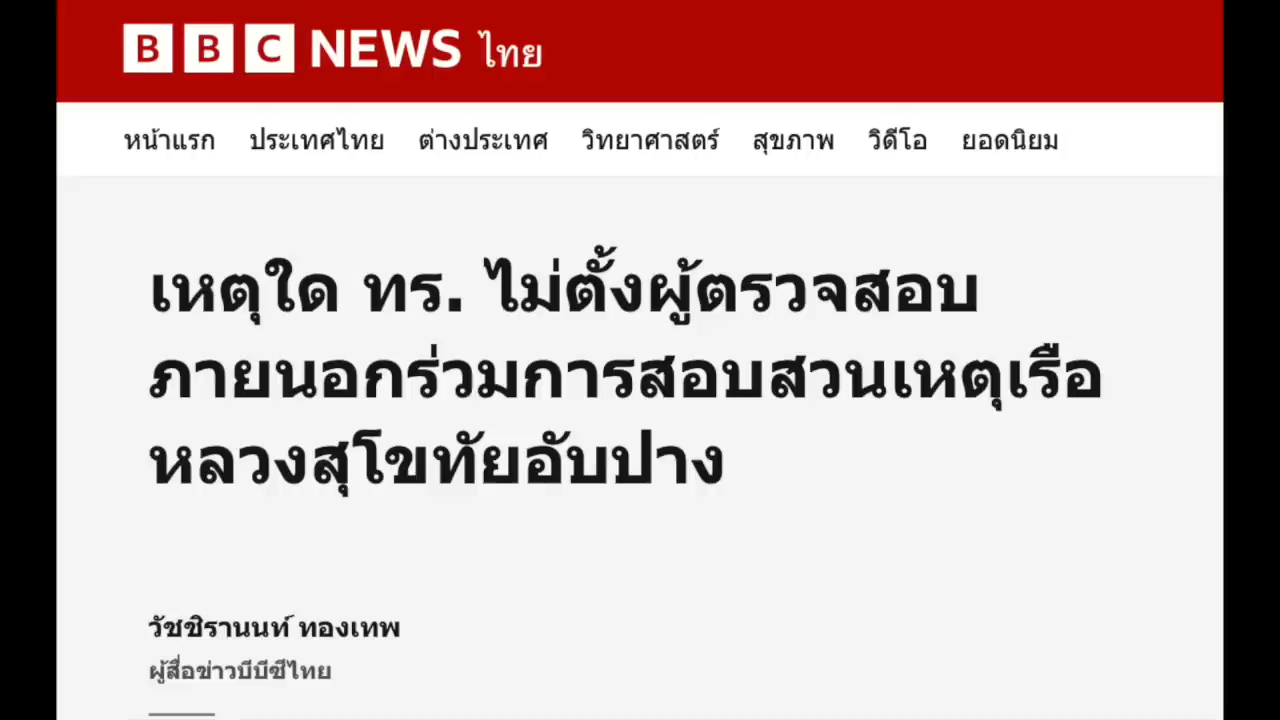 BBC NEWS ไทย
หน้าแรก ประเทศไทย ต่างประเทศ วิทยาศาสตร์ สุขภาพ วิดีโอ ยอดนิยม
เหตุใด ทร. ไม่ตั้งผู้ตรวจสอบ
ภายนอกร่วมการสอบสวนเหตุเรือ
หลวงสุโขทัยอับปาง
วัชชิรานนท์ ทองเทพ
ผู้สื่อข่าวบีบีซีไทย